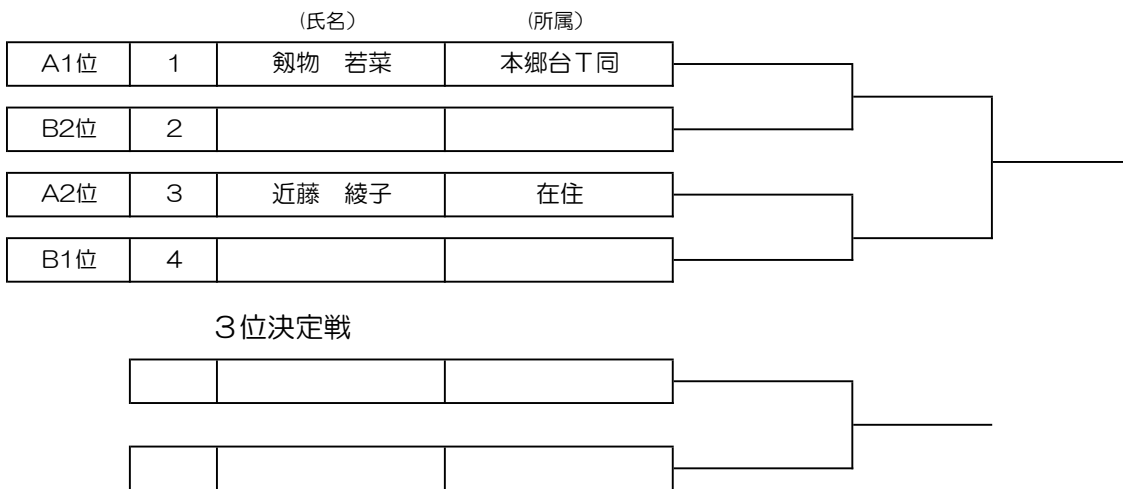 （氏名） （所属）
A1位 1 剱物　若菜 本郷台T同
B2位 2
A2位 3 近藤　綾子 在住
B1位 4
３位決定戦